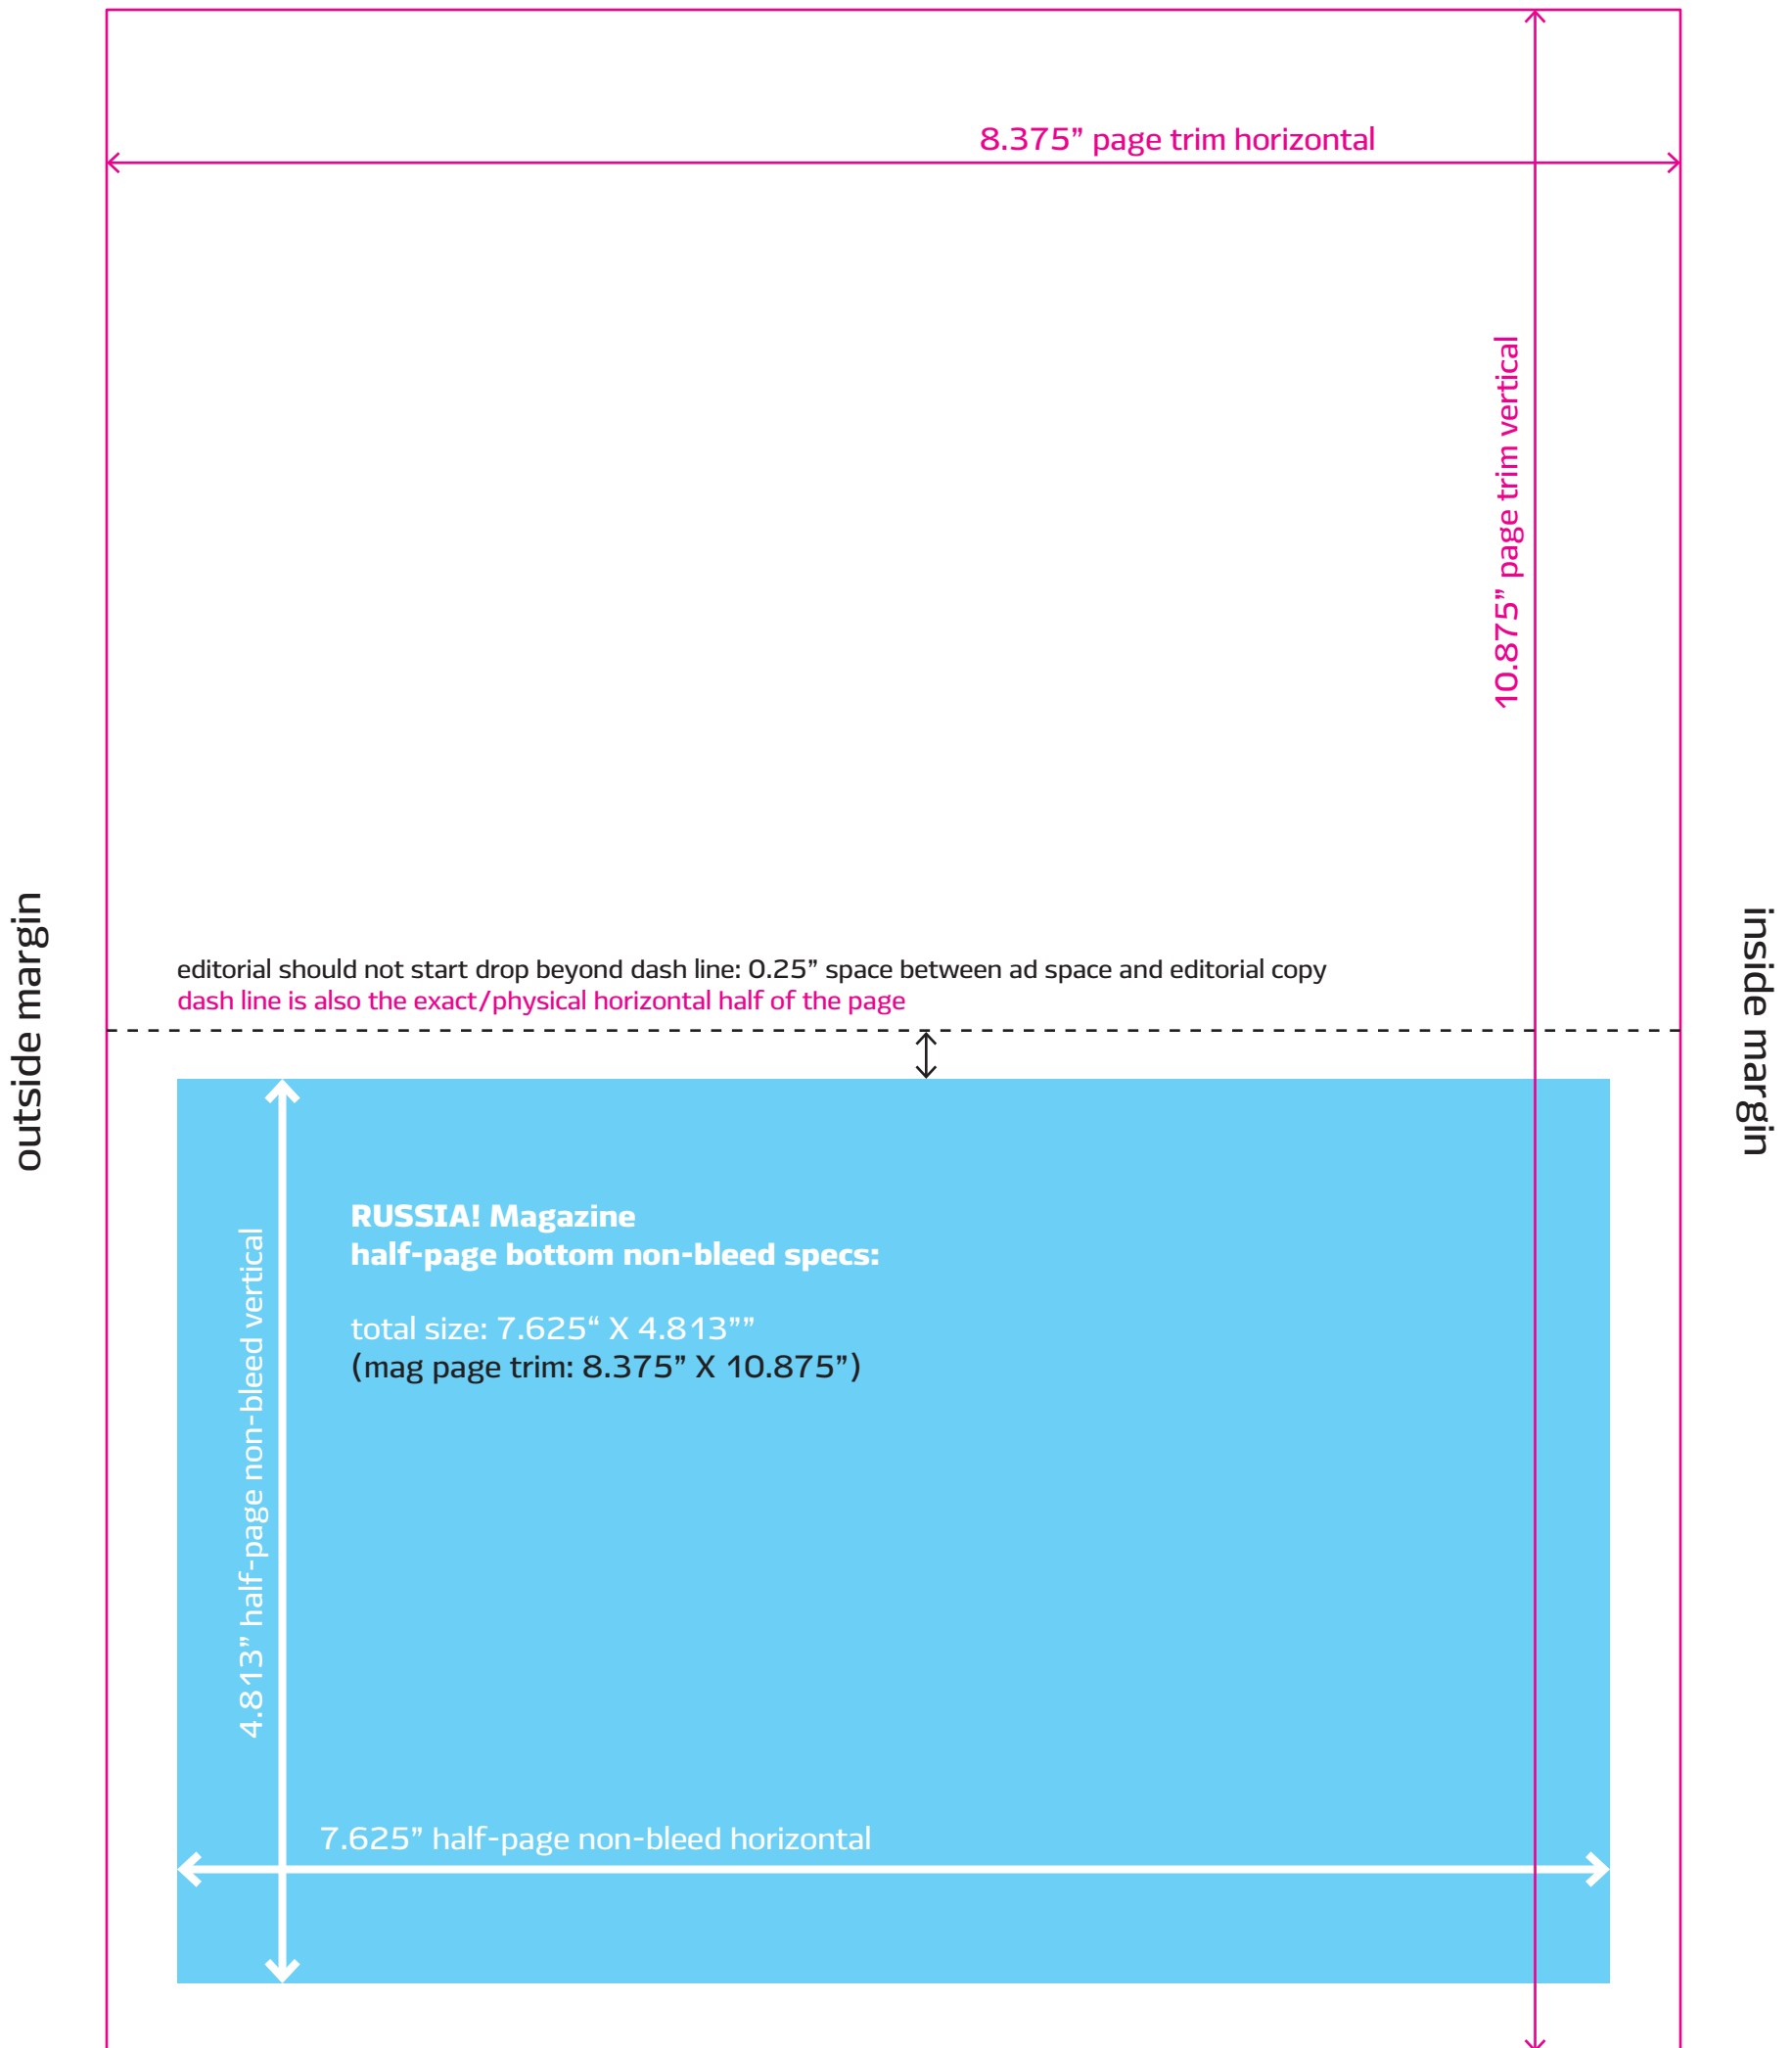 8.375” page trim horizontal
10.875” page trim vertical
outside margin
inside margin
editorial should not start drop beyond dash line: 0.25” space between ad space and editorial copy
dash line is also the exact/physical horizontal half of the page
RUSSIA! Magazine
half-page bottom non-bleed specs:
total size: 7.625“ X 4.813””
(mag page trim: 8.375” X 10.875”)
4.813” half-page non-bleed vertical
7.625” half-page non-bleed horizontal